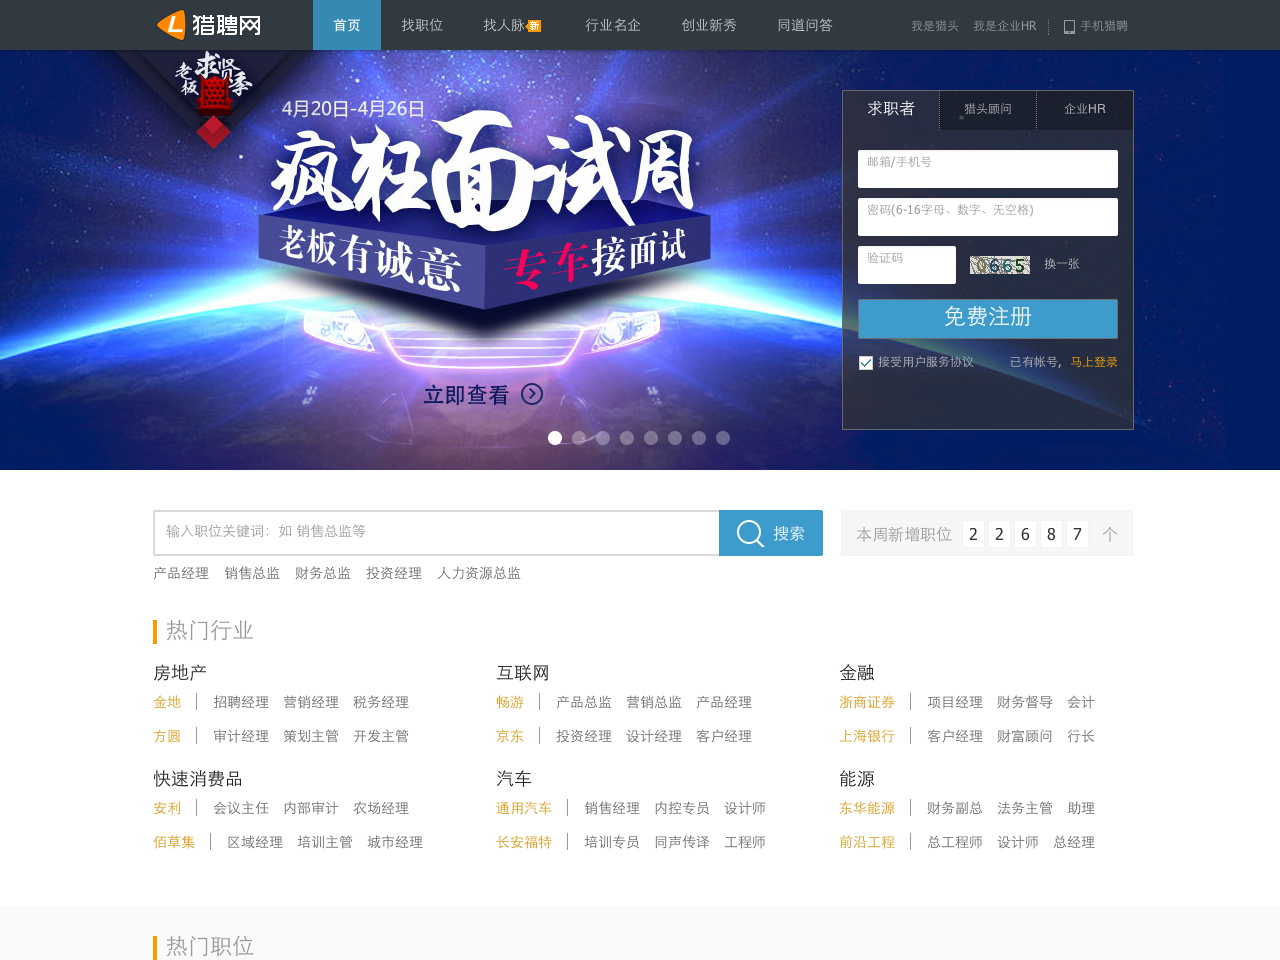 猎聘网 首页 找职位 找人脉 新 行业名企 创业新秀 同道问答 我是猎头 我是企业HR 手机猎聘
老板求贤季
4月20日-4月26日
疯狂面试周
老板有诚意 专车接面试
立即查看
求职者 猎头顾问 企业HR
邮箱/手机号
密码(6-16字母、数字、无空格)
验证码 0665 换一张
免费注册
接受用户服务协议 已有帐号，马上登录
输入职位关键词：如 销售总监等 搜索 本周新增职位 2 2 6 8 7 个
产品经理 销售总监 财务总监 投资经理 人力资源总监
热门行业
房地产 互联网 金融
金地 招聘经理 营销经理 税务经理 畅游 产品总监 营销总监 产品经理 浙商证券 项目经理 财务督导 会计
方圆 审计经理 策划主管 开发主管 京东 投资经理 设计经理 客户经理 上海银行 客户经理 财富顾问 行长
快速消费品 汽车 能源
安利 会议主任 内部审计 农场经理 通用汽车 销售经理 内控专员 设计师 东华能源 财务副总 法务主管 助理
佰草集 区域经理 培训主管 城市经理 长安福特 培训专员 同声传译 工程师 前沿工程 总工程师 设计师 总经理
热门职位